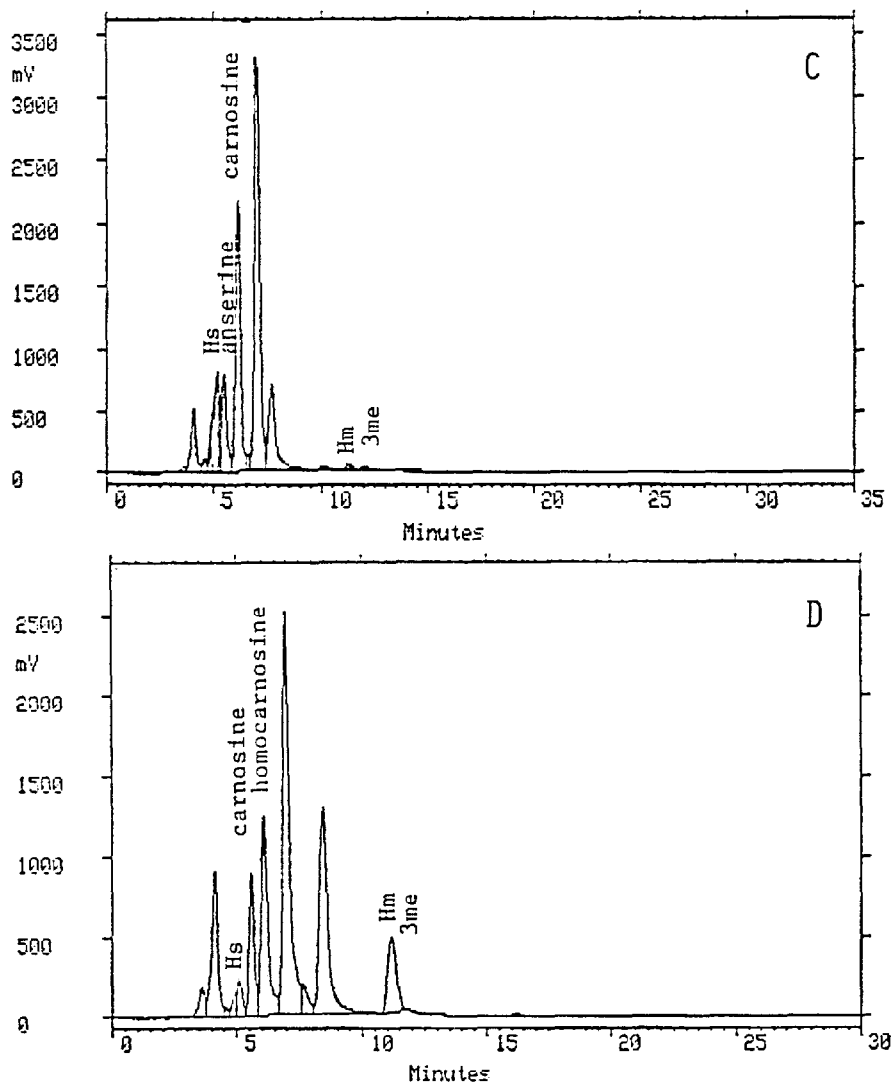 C
3500
mV
3000
2500
2000
1500
1000
500
0
Hs
anserine
carnosine
Hm
3me
0 5 10 15 20 25 30 35
Minutes
D
2500
mV
2000
1500
1000
500
0
Hs
carnosine
homocarnosine
Hm
3me
0 5 10 15 20 25 30
Minutes